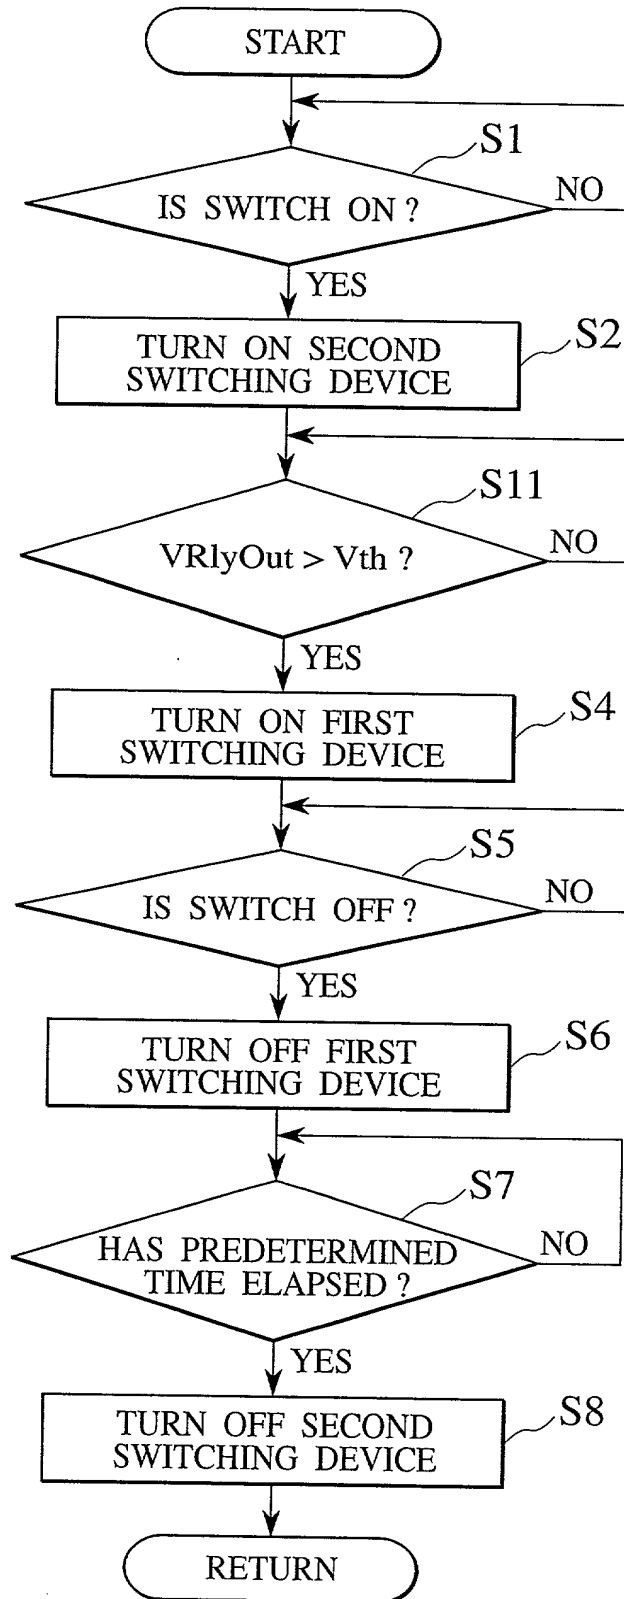 START
S1
IS SWITCH ON ?
NO
YES
S2
TURN ON SECOND
SWITCHING DEVICE
S11
VRlyOut > Vth ?
NO
YES
S4
TURN ON FIRST
SWITCHING DEVICE
S5
IS SWITCH OFF ?
NO
YES
S6
TURN OFF FIRST
SWITCHING DEVICE
S7
HAS PREDETERMINED
TIME ELAPSED ?
NO
YES
S8
TURN OFF SECOND
SWITCHING DEVICE
RETURN